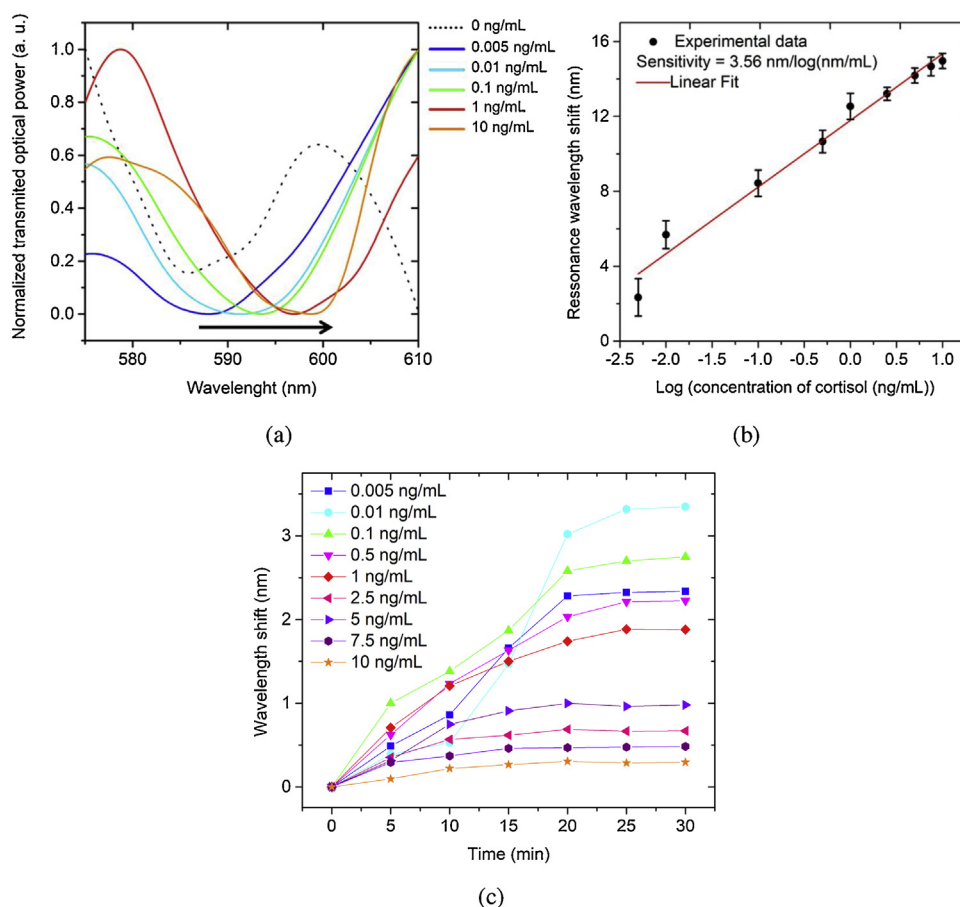 (a)
0 ng/mL
0.005 ng/mL
0.01 ng/mL
0.1 ng/mL
1 ng/mL
10 ng/mL
Normalized transmited optical power (a. u.)
1.0
0.8
0.6
0.4
0.2
0.0
580
590
600
610
Wavelenght (nm)
(a)
b)
Experimental data
Sensitivity = 3.56 nm/log(nm/mL)
Linear Fit
Ressonance wavelength shift (nm)
16
12
8
4
0
-2.5 -2.0 -1.5 -1.0 -0.5 0.0 0.5 1.0
Log (concentration of cortisol (ng/mL))
(b)
0.005 ng/mL
0.01 ng/mL
0.1 ng/mL
0.5 ng/mL
1 ng/mL
2.5 ng/mL
5 ng/mL
7.5 ng/mL
10 ng/mL
Wavelength shift (nm)
3
2
1
0
0 5 10 15 20 25 30
Time (min)
(c)